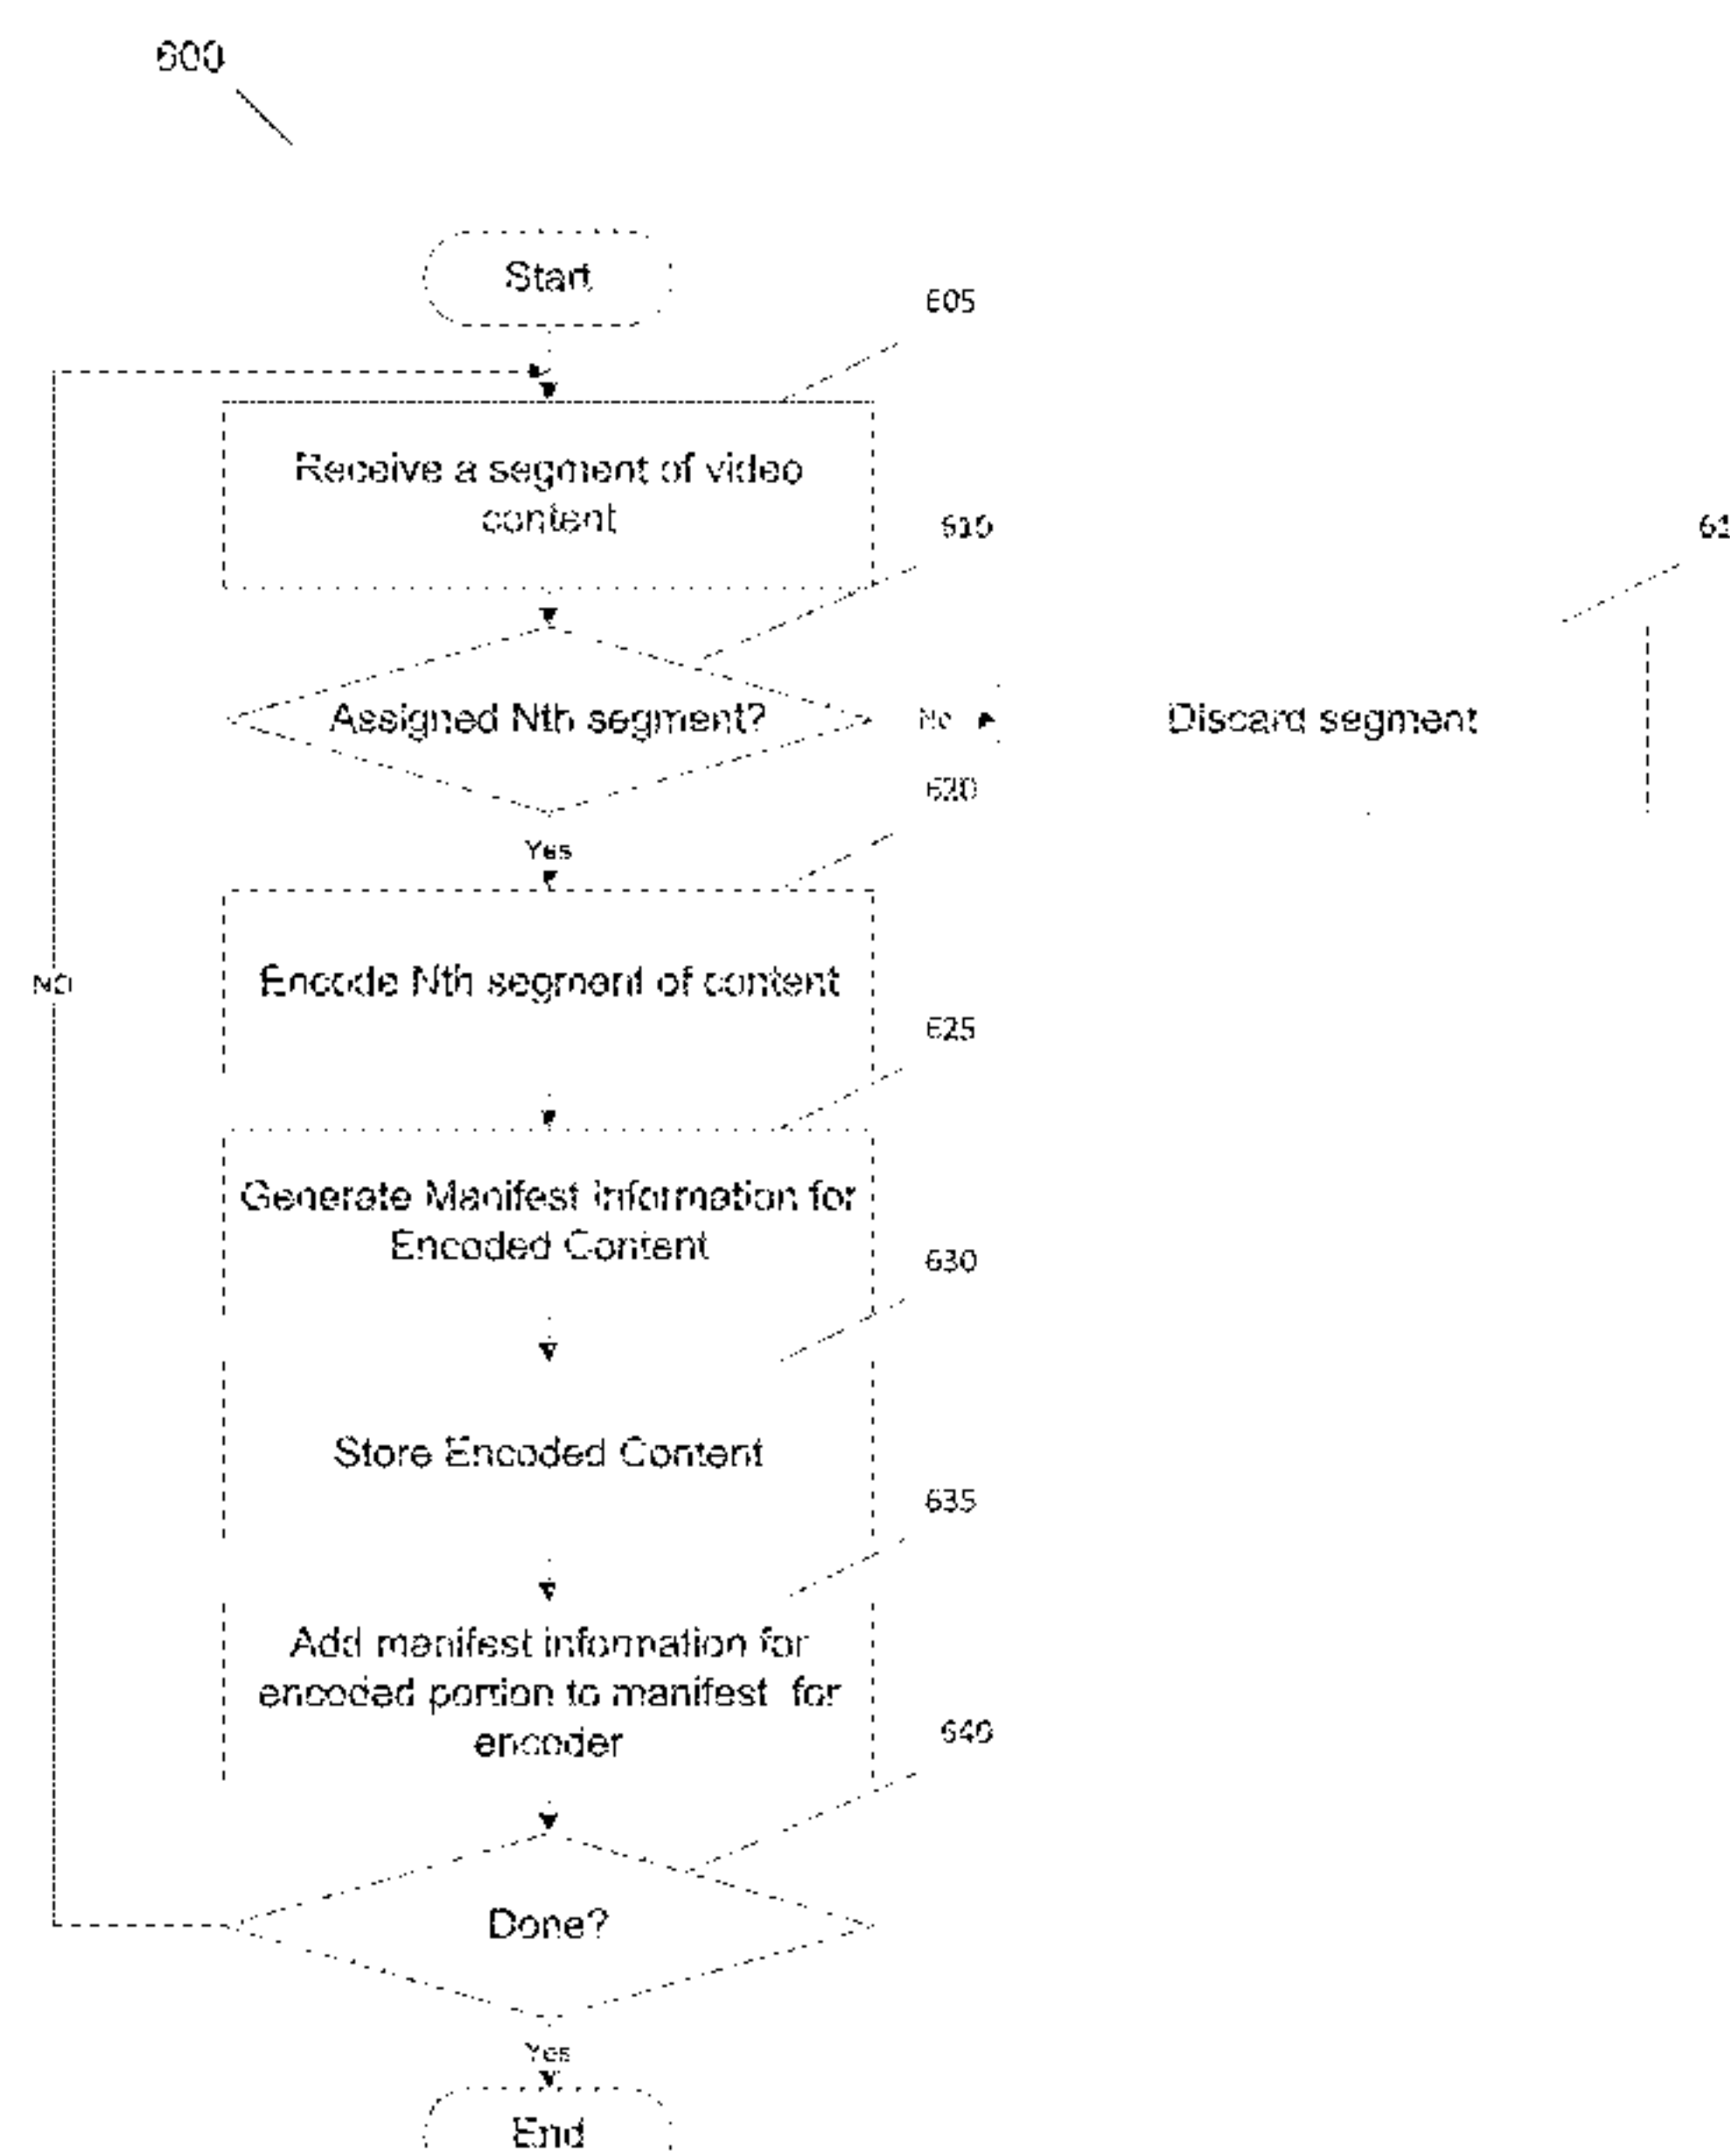 600
Start
605
Receive a segment of video
content
610
61
Assigned Nth segment?
No
Discard segment
620
Yes
Encode Nth segment of content
NO
625
Generate Manifest Information for
Encoded Content
630
Store Encoded Content
635
Add manifest information for
encoded portion to manifest for
encoder
640
Done?
Yes
End